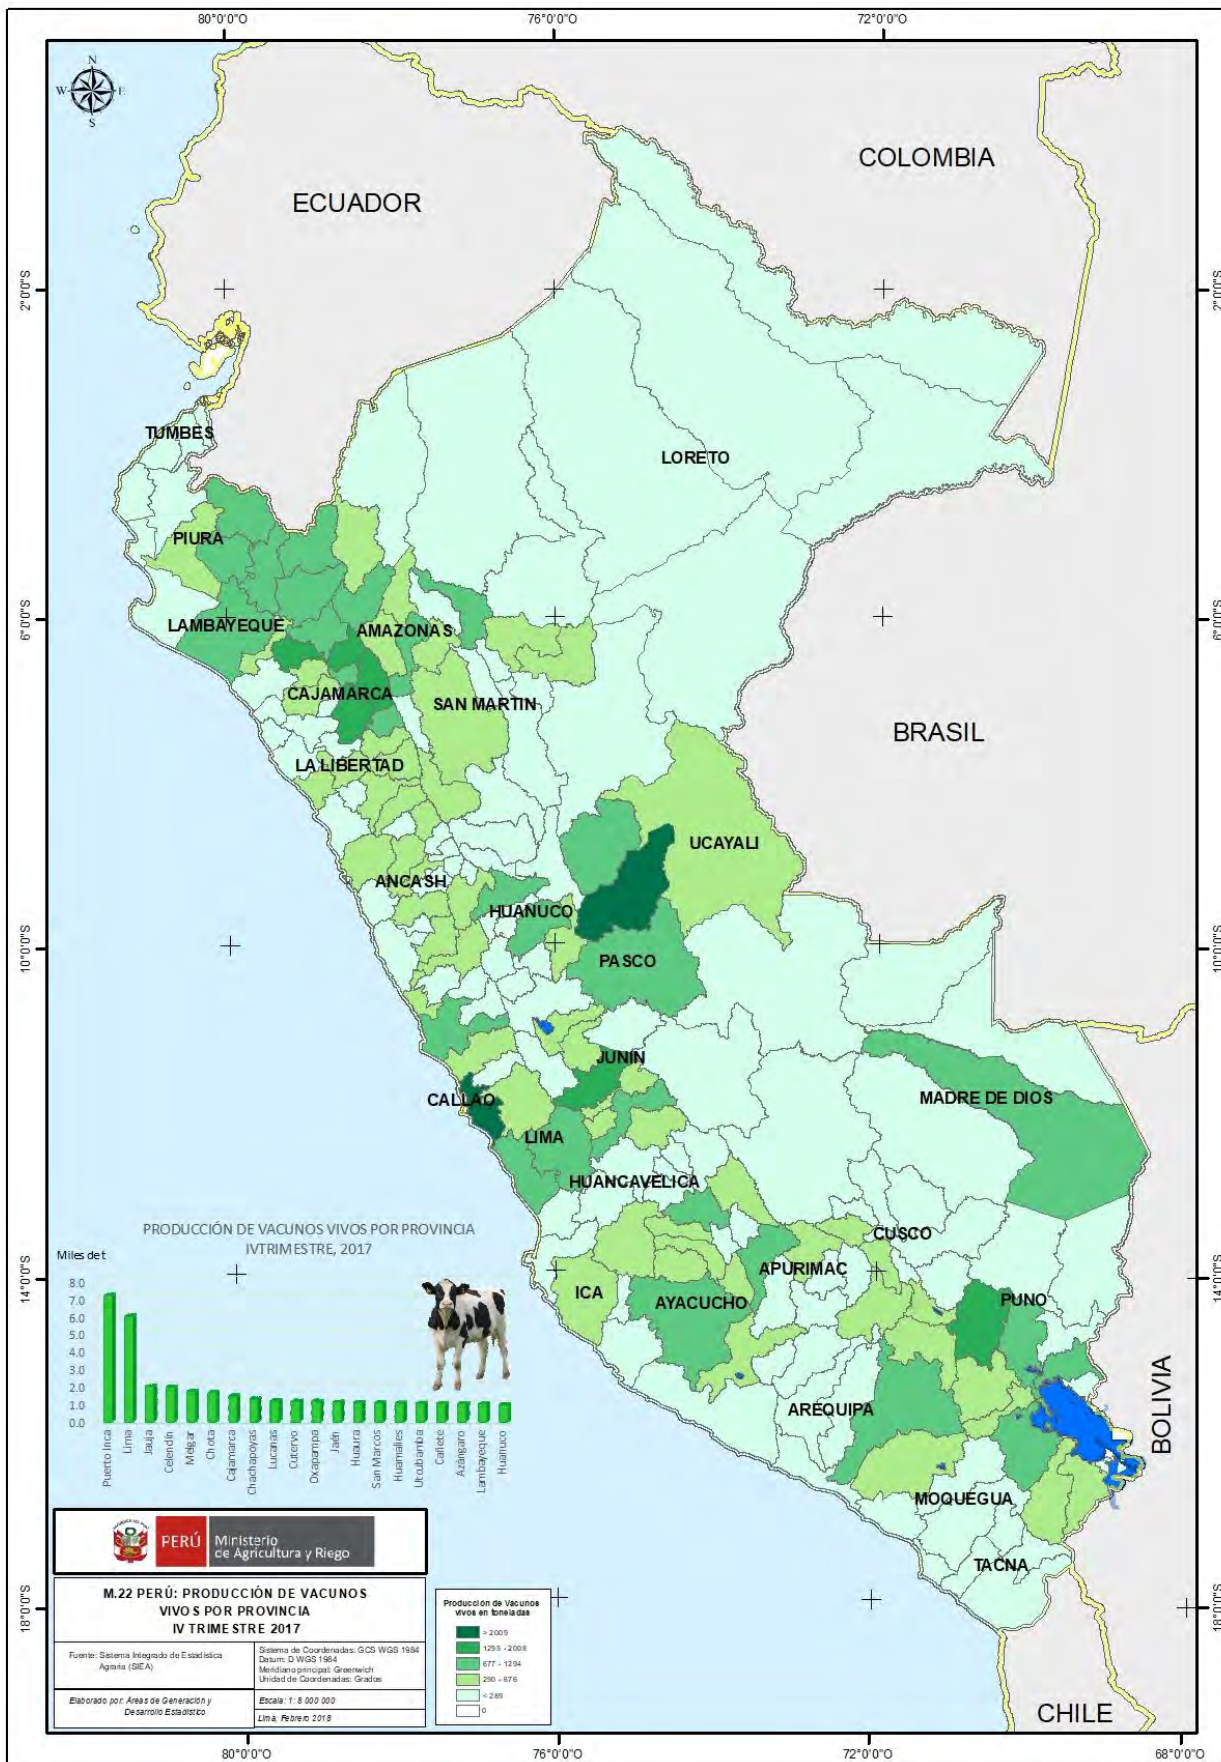 80°0'0"O 76°0'0"O 72°0'0"O
N
W E
S
COLOMBIA
ECUADOR
2°0'0"S 2°0'0"S
TUMBES
LORETO
PIURA
6°0'0"S 6°0'0"S
LAMBAYEQUE
AMAZONAS
CAJAMARCA
SAN MARTIN
BRASIL
LA LIBERTAD
UCAYALI
ANCASH
HUANUCO
10°0'0"S 10°0'0"S
PASCO
JUNIN
CALLAO
MADRE DE DIOS
LIMA
HUANCAVELICA
CUSCO
APURIMAC
14°0'0"S 14°0'0"S
ICA
AYACUCHO
PUNO
AREQUIPA
BOLIVIA
MOQUEGUA
TACNA
18°0'0"S 18°0'0"S
CHILE
PRODUCCIÓN DE VACUNOS VIVOS POR PROVINCIA
IVTRIMESTRE, 2017
Miles de t
8.0
7.0
6.0
5.0
4.0
3.0
2.0
1.0
0.0
Puerto Inca
Lima
Jauja
Celendín
Melgar
Chota
Cajamarca
Chachapoyas
Lucanas
Cutervo
Oxapampa
Jaén
Huaura
San Marcos
Huamalíes
Utcubamba
Cañete
Azángaro
Lambayeque
Huanuco
PERÚ
Ministerio
de Agricultura y Riego
M.22 PERÚ: PRODUCCIÓN DE VACUNOS
VIVOS POR PROVINCIA
IV TRIMESTRE 2017
Fuente: Sistema Integrado de Estadística
Agraria (SIEA)
Sistema de Coordenadas: GCS WGS 1984
Datum: D WGS 1984
Meridiano principal: Greenwich
Unidad de Coordenadas: Grados
Elaborado por: Áreas de Generación y
Desarrollo Estadístico
Escala: 1: 8 000 000
Lima, Febrero 2018
Producción de Vacunos
vivos en toneladas
> 2009
1295 - 2008
677 - 1294
290 - 676
< 289
0
80°0'0"O 76°0'0"O 72°0'0"O 68°0'0"O